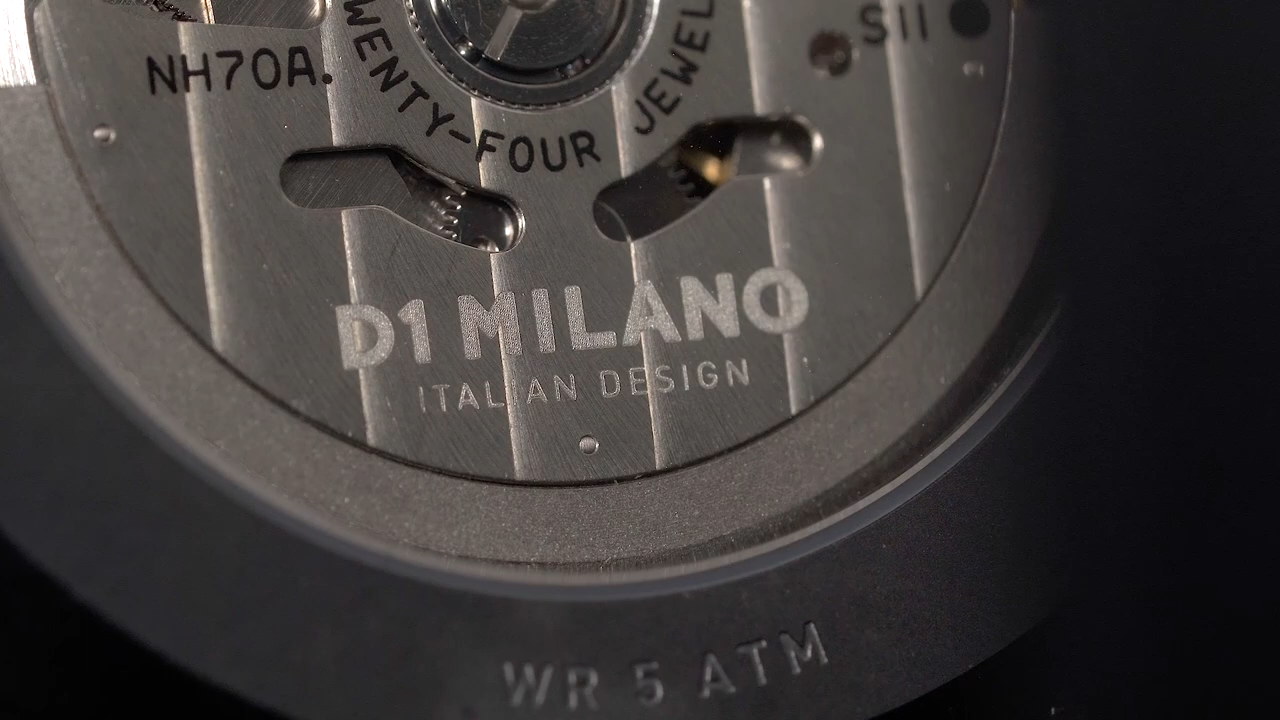 NH70A.
WENTY-FOUR JEWEL
SII
D1 MILANO
ITALIAN DESIGN
WR 5 ATM